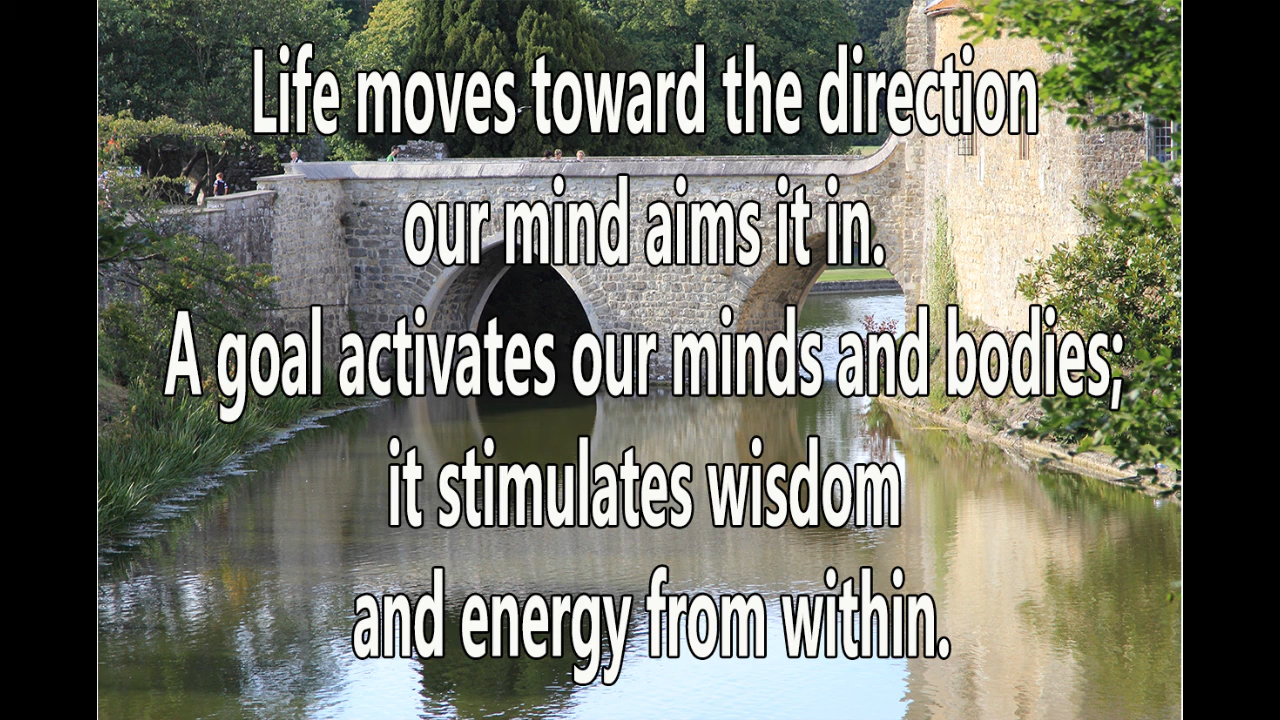 Life moves toward the direction
our mind aims it in.
A goal activates our minds and bodies;
it stimulates wisdom
and energy from within.